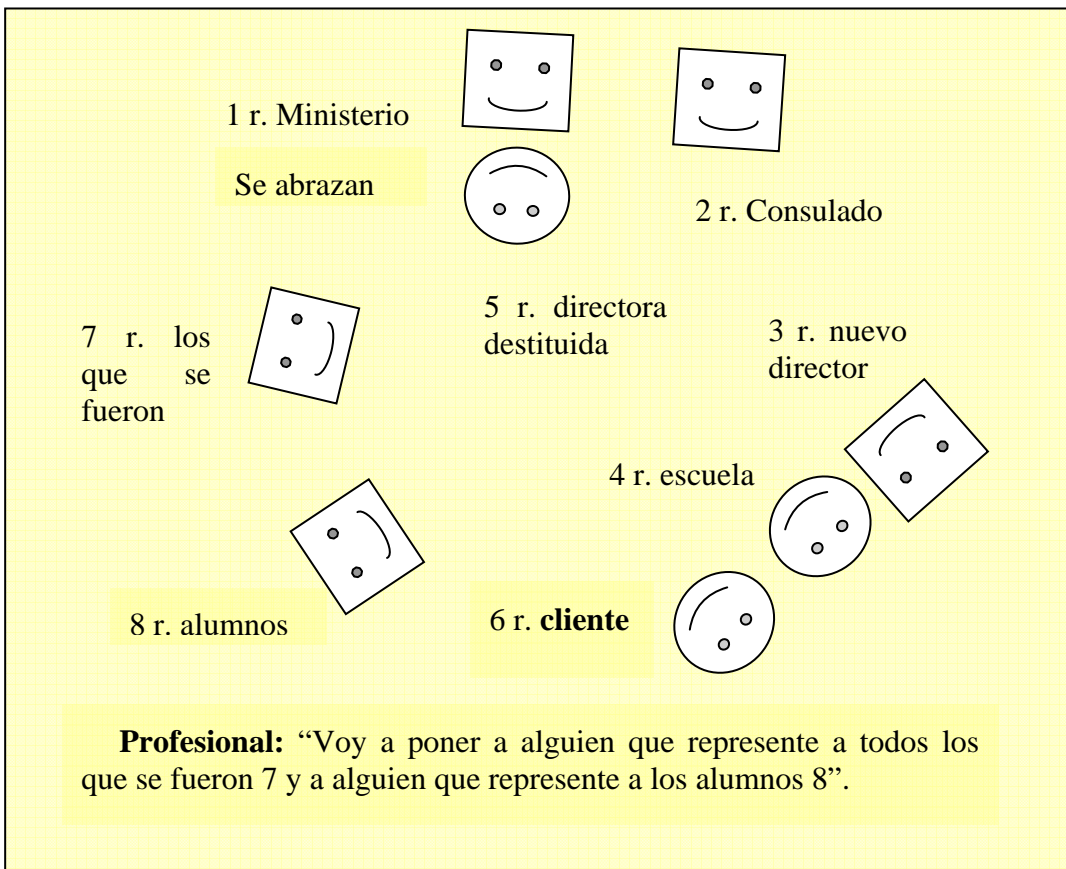 1 r. Ministerio
Se abrazan
2 r. Consulado
5 r. directora
destituida
3 r. nuevo
director
7 r. los
que se
fueron
4 r. escuela
8 r. alumnos
6 r. cliente
Profesional: “Voy a poner a alguien que represente a todos los
que se fueron 7 y a alguien que represente a los alumnos 8”.